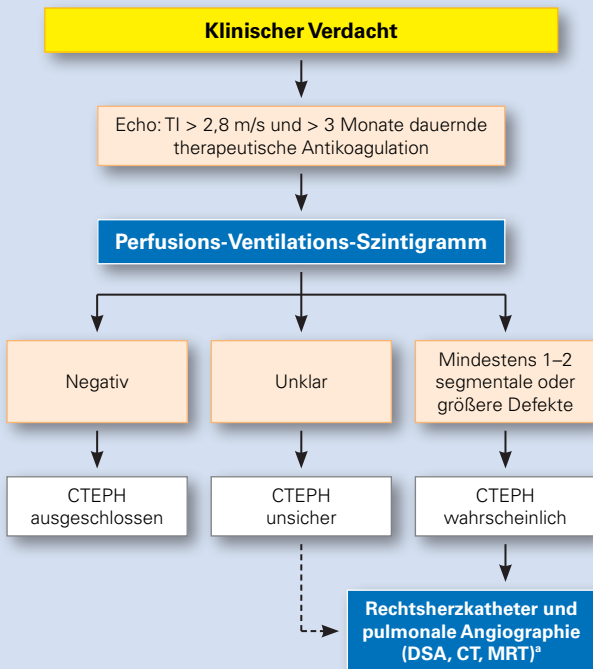 Klinischer Verdacht
Echo: TI > 2,8 m/s und > 3 Monate dauernde
therapeutische Antikoagulation
Perfusions-Ventilations-Szintigramm
Negativ
Unklar
Mindestens 1–2
segmentale oder
größere Defekte
CTEPH
ausgeschlossen
CTEPH
unsicher
CTEPH
wahrscheinlich
Rechtsherzkatheter und
pulmonale Angiographie
(DSA, CT, MRT)ª